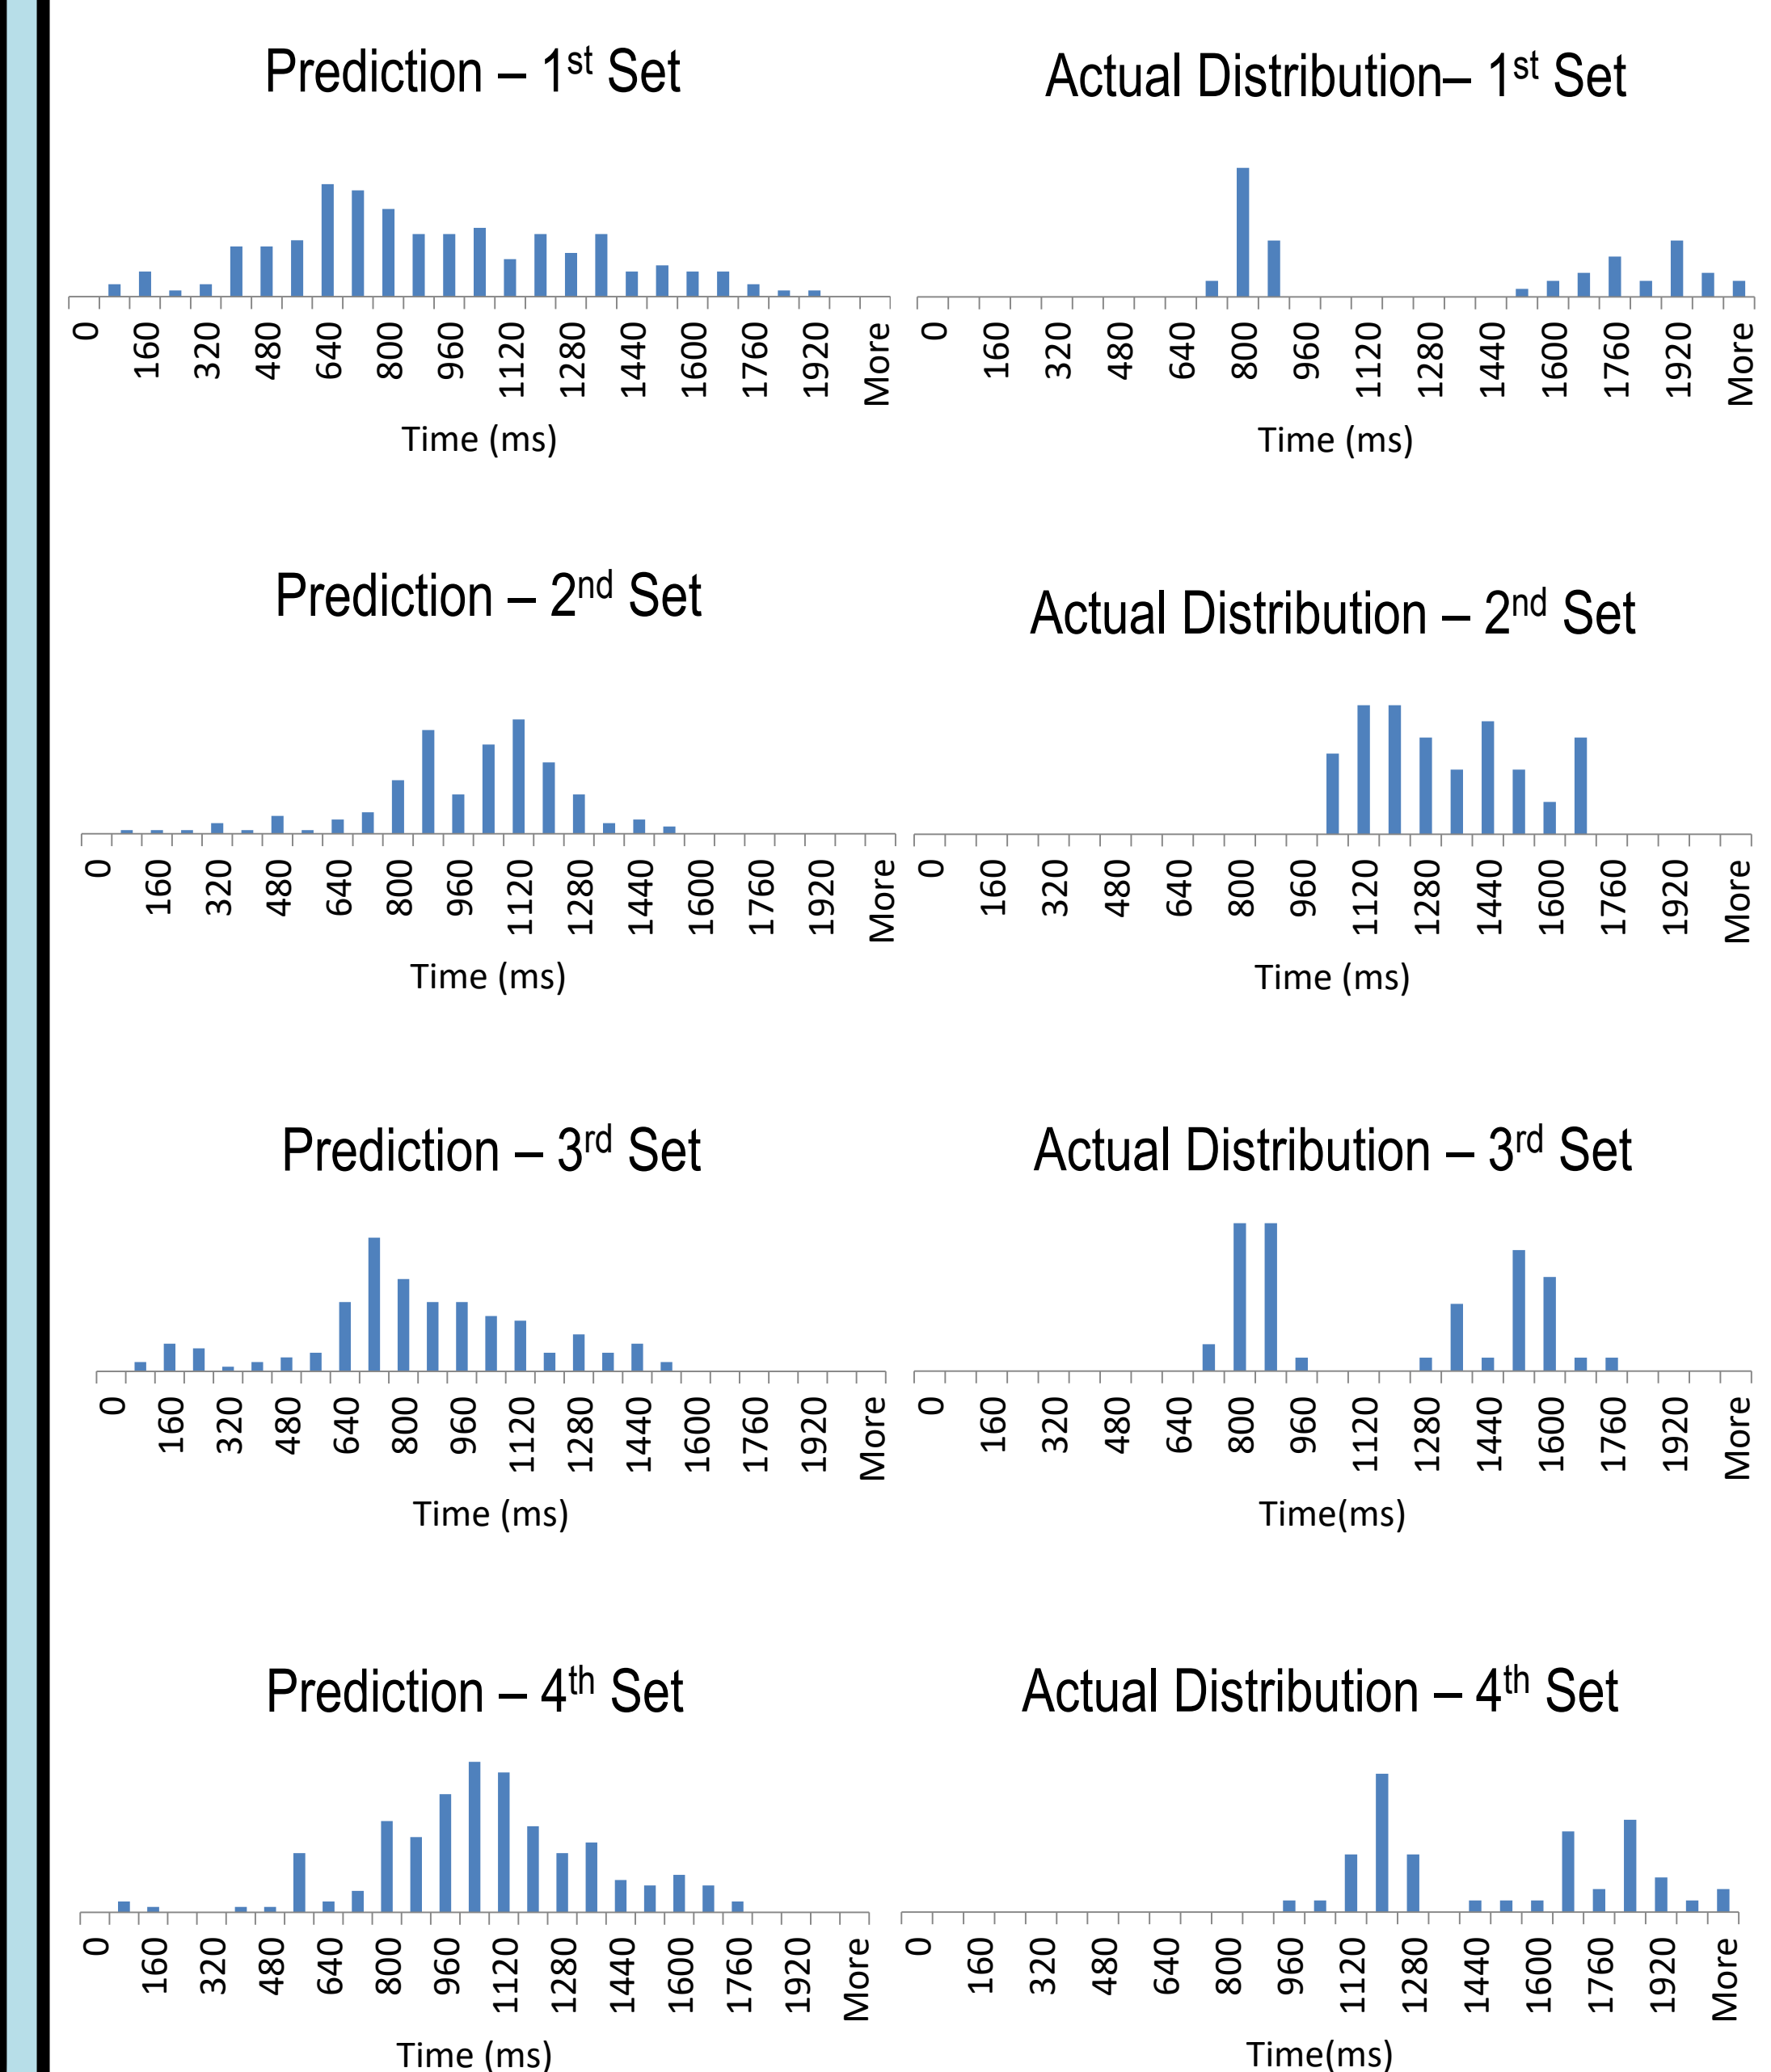 Prediction – 1st Set
0 160 320 480 640 800 960 1120 1280 1440 1600 1760 1920 More
Time (ms)
Actual Distribution– 1st Set
0 160 320 480 640 800 960 1120 1280 1440 1600 1760 1920 More
Time (ms)
Prediction – 2nd Set
0 160 320 480 640 800 960 1120 1280 1440 1600 1760 1920 More
Time (ms)
Actual Distribution – 2nd Set
0 160 320 480 640 800 960 1120 1280 1440 1600 1760 1920 More
Time (ms)
Prediction – 3rd Set
0 160 320 480 640 800 960 1120 1280 1440 1600 1760 1920 More
Time (ms)
Actual Distribution – 3rd Set
0 160 320 480 640 800 960 1120 1280 1440 1600 1760 1920 More
Time(ms)
Prediction – 4th Set
0 160 320 480 640 800 960 1120 1280 1440 1600 1760 1920 More
Time (ms)
Actual Distribution – 4th Set
0 160 320 480 640 800 960 1120 1280 1440 1600 1760 1920 More
Time(ms)